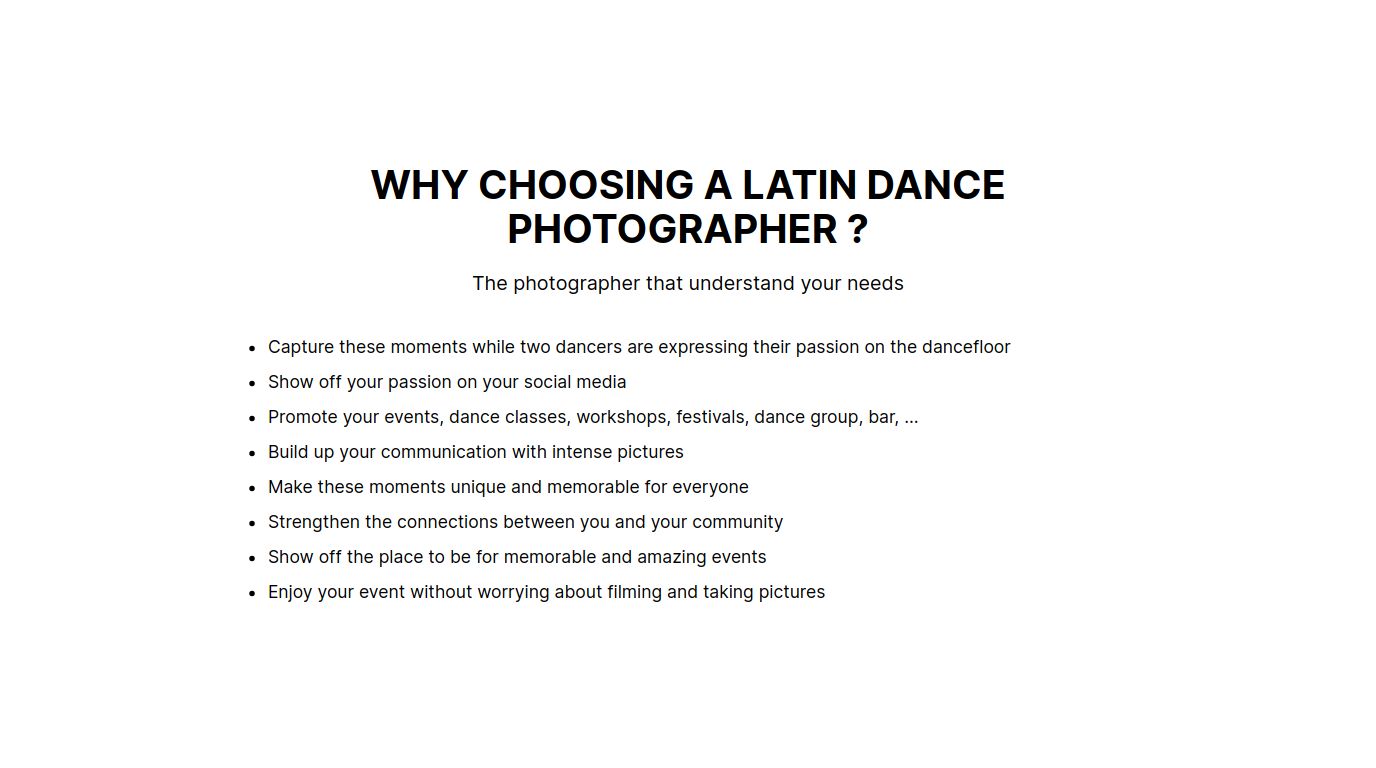 WHY CHOOSING A LATIN DANCE
PHOTOGRAPHER ?
The photographer that understand your needs
• Capture these moments while two dancers are expressing their passion on the dancefloor
• Show off your passion on your social media
• Promote your events, dance classes, workshops, festivals, dance group, bar, ...
• Build up your communication with intense pictures
• Make these moments unique and memorable for everyone
• Strengthen the connections between you and your community
• Show off the place to be for memorable and amazing events
• Enjoy your event without worrying about filming and taking pictures